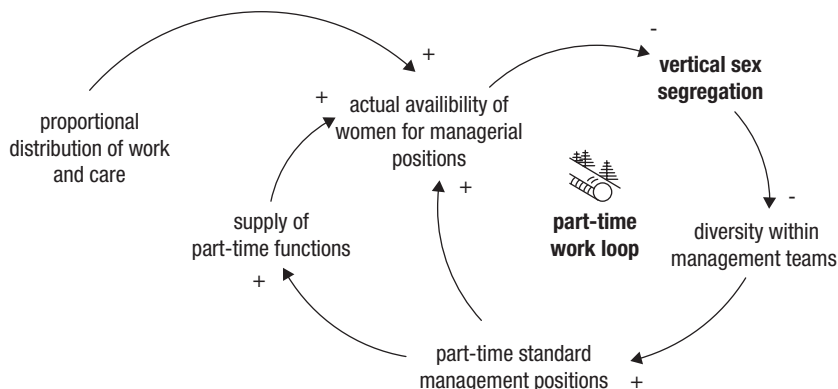 proportional
distribution of work
and care
+
+
actual availibility of
women for managerial
positions
+
-
vertical sex
segregation
-
diversity within
management teams
part-time
work loop
supply of
part-time functions
+
part-time standard
management positions
+